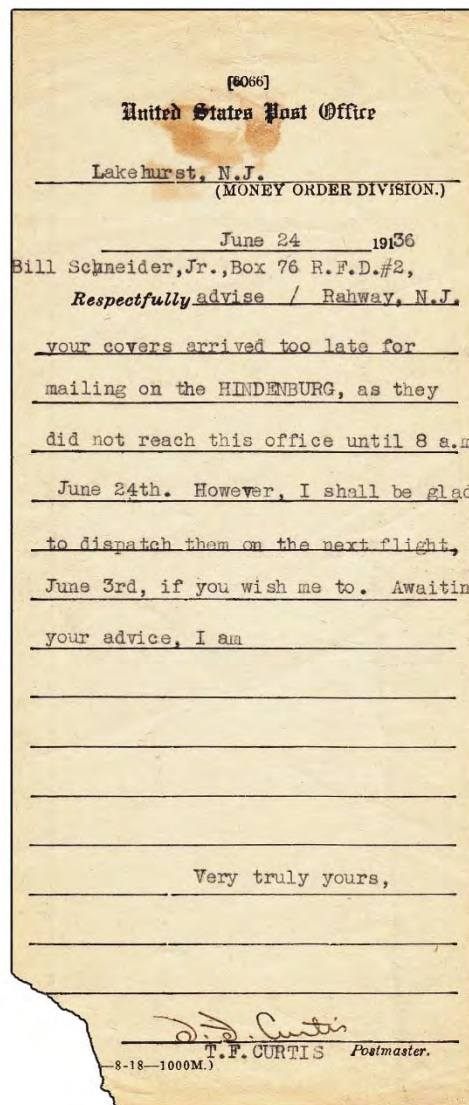 [6066]
United States Post Office
Lakehurst, N.J.
(MONEY ORDER DIVISION.)
June 24 19136
Bill Schneider,Jr.,Box 76 R.F.D.#2,
Respectfully advise / Rahway, N.J.
your covers arrived too late for
mailing on the HINDENBURG, as they
did not reach this office until 8 a.m
June 24th. However, I shall be glad
to dispatch them on the next flight,
June 3rd, if you wish me to. Awaitin
your advice, I am
Very truly yours,
T. F. Curtis
T.F.CURTIS Postmaster.
—8-18—1000M.)